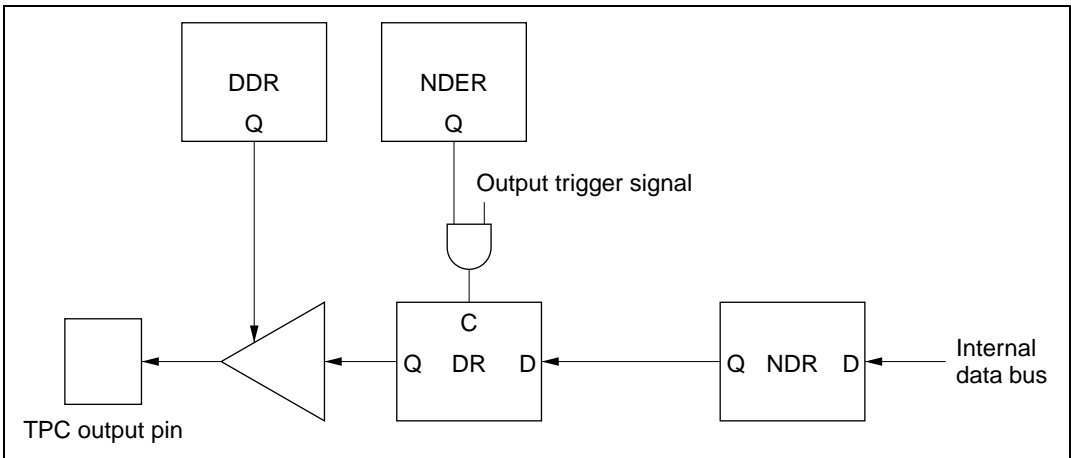 DDR
Q
NDER
Q
Output trigger signal
C
Q DR D
Q NDR D
Internal
data bus
TPC output pin